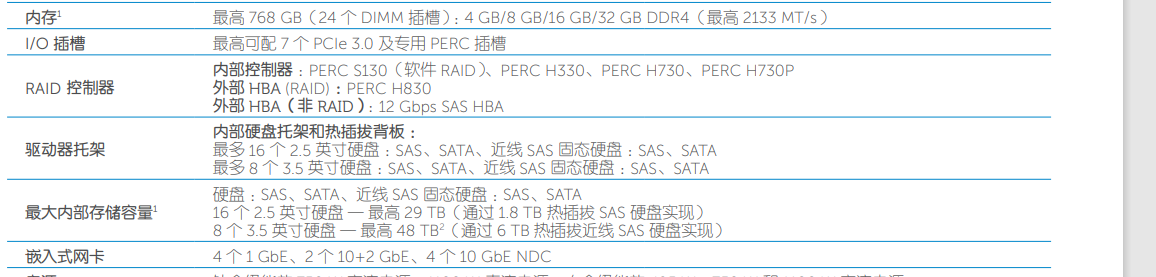 内存¹ 最高 768 GB（24 个 DIMM 插槽）: 4 GB/8 GB/16 GB/32 GB DDR4（最高 2133 MT/s）
I/O 插槽 最高可配 7 个 PCIe 3.0 及专用 PERC 插槽
RAID 控制器
内部控制器 : PERC S130（软件 RAID）、PERC H330、PERC H730、PERC H730P
外部 HBA (RAID) : PERC H830
外部 HBA（非 RAID）: 12 Gbps SAS HBA
驱动器托架
内部硬盘托架和热插拔背板 :
最多 16 个 2.5 英寸硬盘 : SAS、SATA、近线 SAS 固态硬盘 : SAS、SATA
最多 8 个 3.5 英寸硬盘 : SAS、SATA、近线 SAS 固态硬盘 : SAS、SATA
最大内部存储容量¹
硬盘 : SAS、SATA、近线 SAS 固态硬盘 : SAS、SATA
16 个 2.5 英寸硬盘 — 最高 29 TB（通过 1.8 TB 热插拔 SAS 硬盘实现）
8 个 3.5 英寸硬盘 — 最高 48 TB²（通过 6 TB 热插拔近线 SAS 硬盘实现）
嵌入式网卡 4 个 1 GbE、2 个 10+2 GbE、4 个 10 GbE NDC